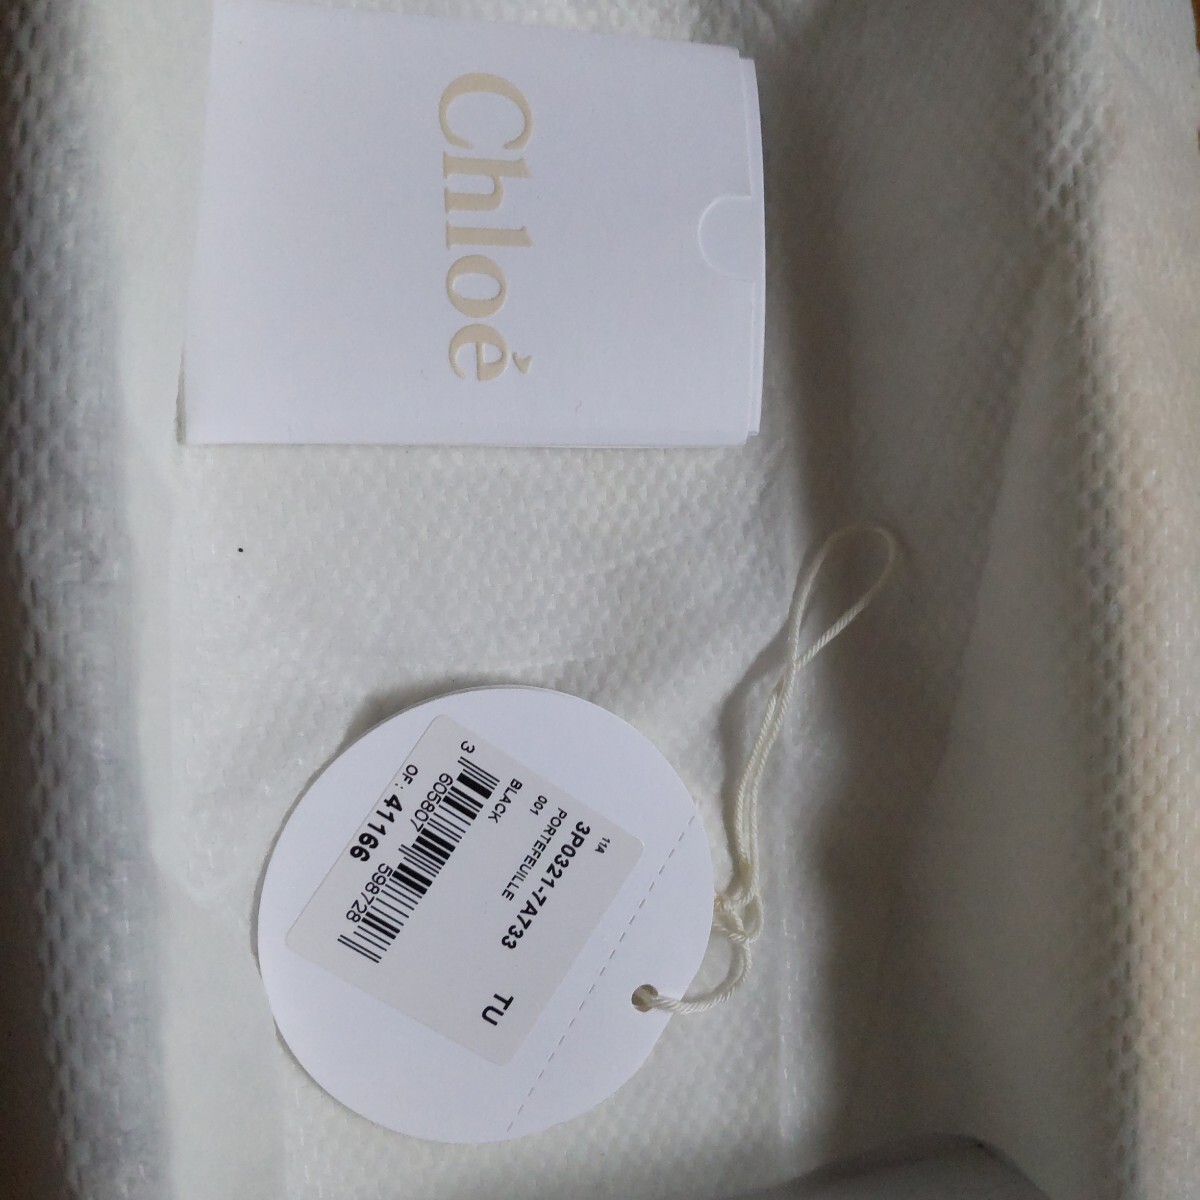 Chloé
11A
3P0321-7A733 TU
PORTEFEUILLE
001
BLACK
3 605807 598728
OF : 41166